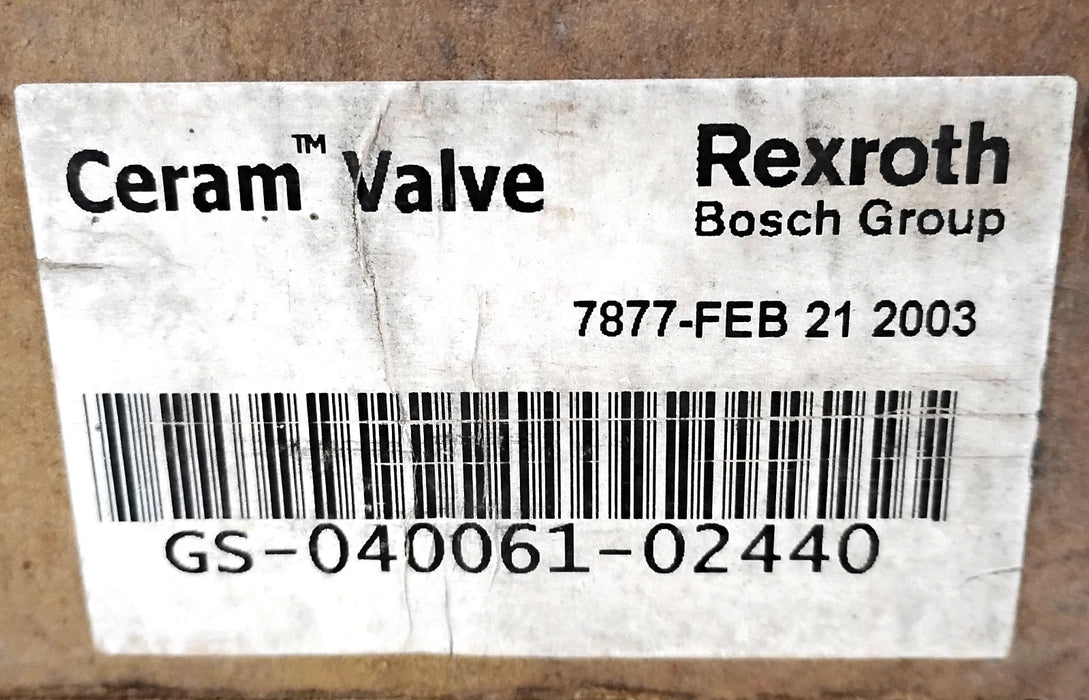 Ceram™ Valve
Rexroth
Bosch Group
7877-FEB 21 2003
GS-040061-02440